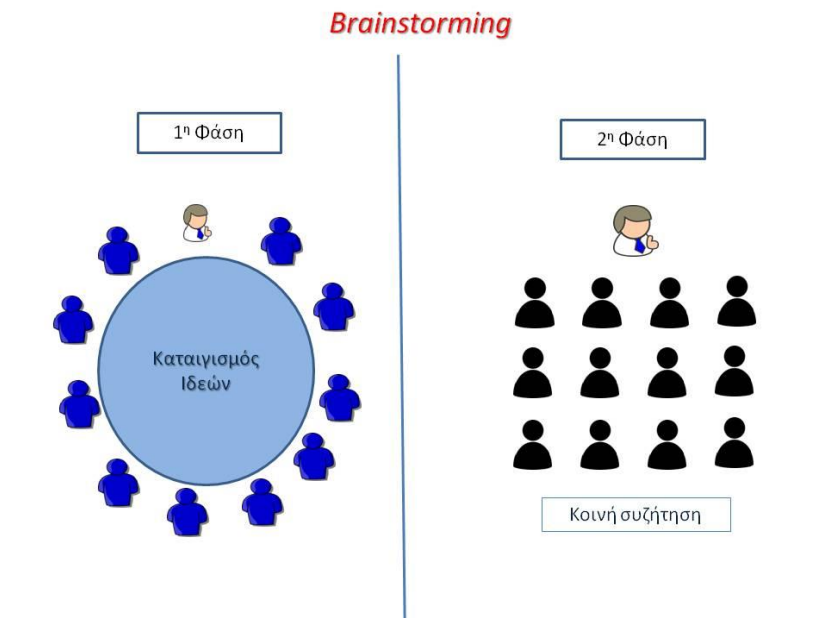 Brainstorming
1η Φάση
Καταιγισμός
Ιδεών
2η Φάση
Κοινή συζήτηση